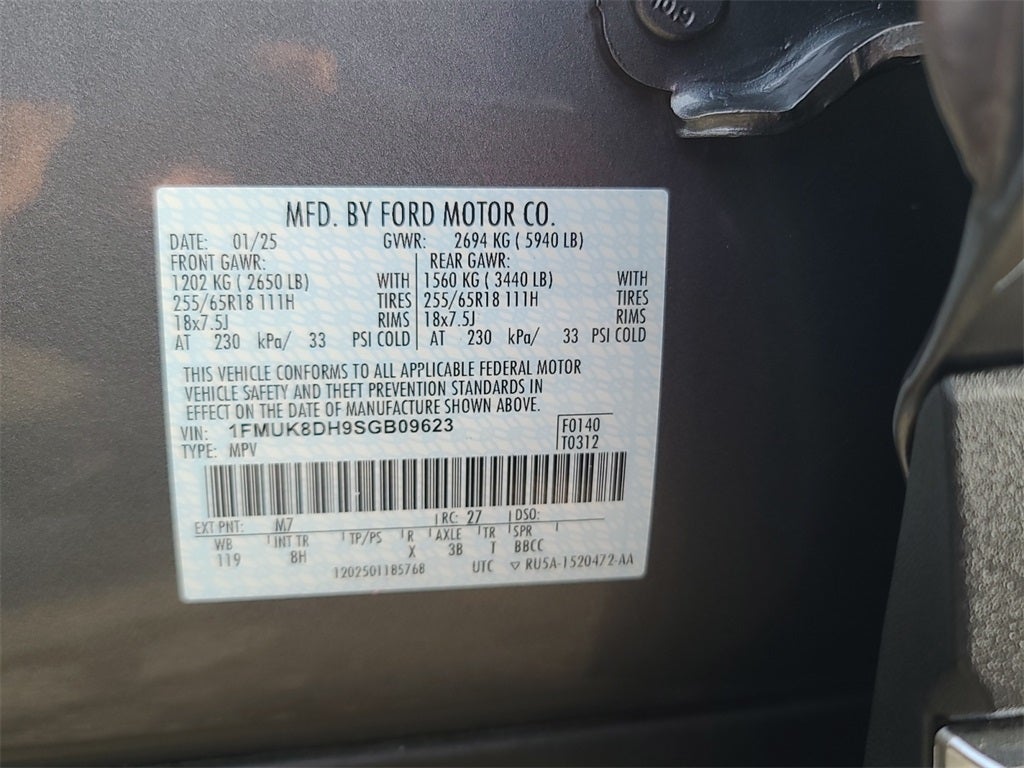 MFD. BY FORD MOTOR CO.
DATE: 01/25 GVWR: 2694 KG ( 5940 LB)
FRONT GAWR: REAR GAWR:
1202 KG ( 2650 LB) WITH 1560 KG ( 3440 LB) WITH
255/65R18 111H TIRES 255/65R18 111H TIRES
18x7.5J RIMS 18x7.5J RIMS
AT 230 kPa/ 33 PSI COLD AT 230 kPa/ 33 PSI COLD
THIS VEHICLE CONFORMS TO ALL APPLICABLE FEDERAL MOTOR
VEHICLE SAFETY AND THEFT PREVENTION STANDARDS IN
EFFECT ON THE DATE OF MANUFACTURE SHOWN ABOVE.
VIN: 1FMUK8DH9SGB09623 F0140
TYPE: MPV T0312
EXT PNT: M7 RC: 27 DSO:
WB INT TR TP/PS R AXLE TR SPR
119 8H X 3B T BBCC
1202501185768 UTC ▽ RU5A-1520472-AA